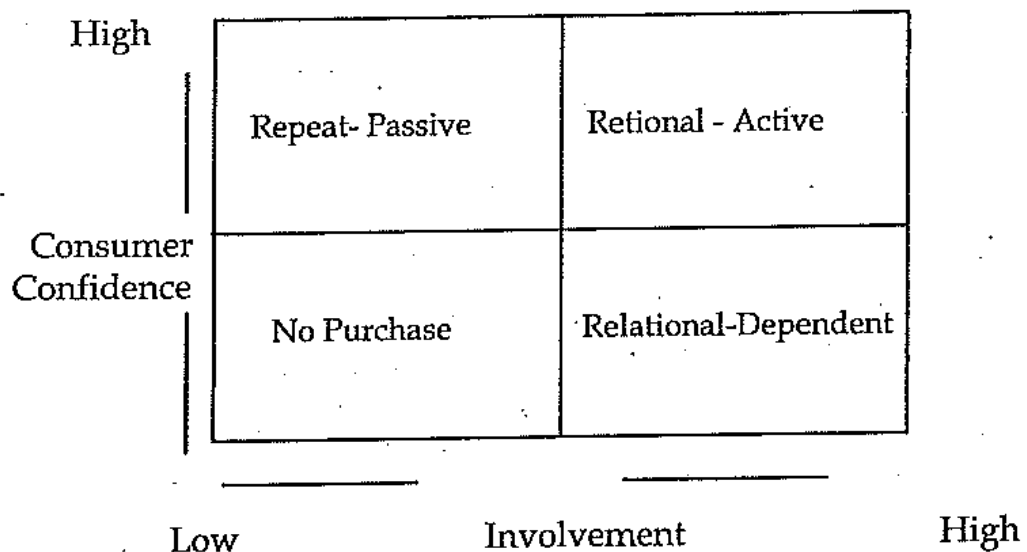 High
Repeat- Passive
Retional - Active
Consumer
Confidence
No Purchase
Relational-Dependent
Low
Involvement
High